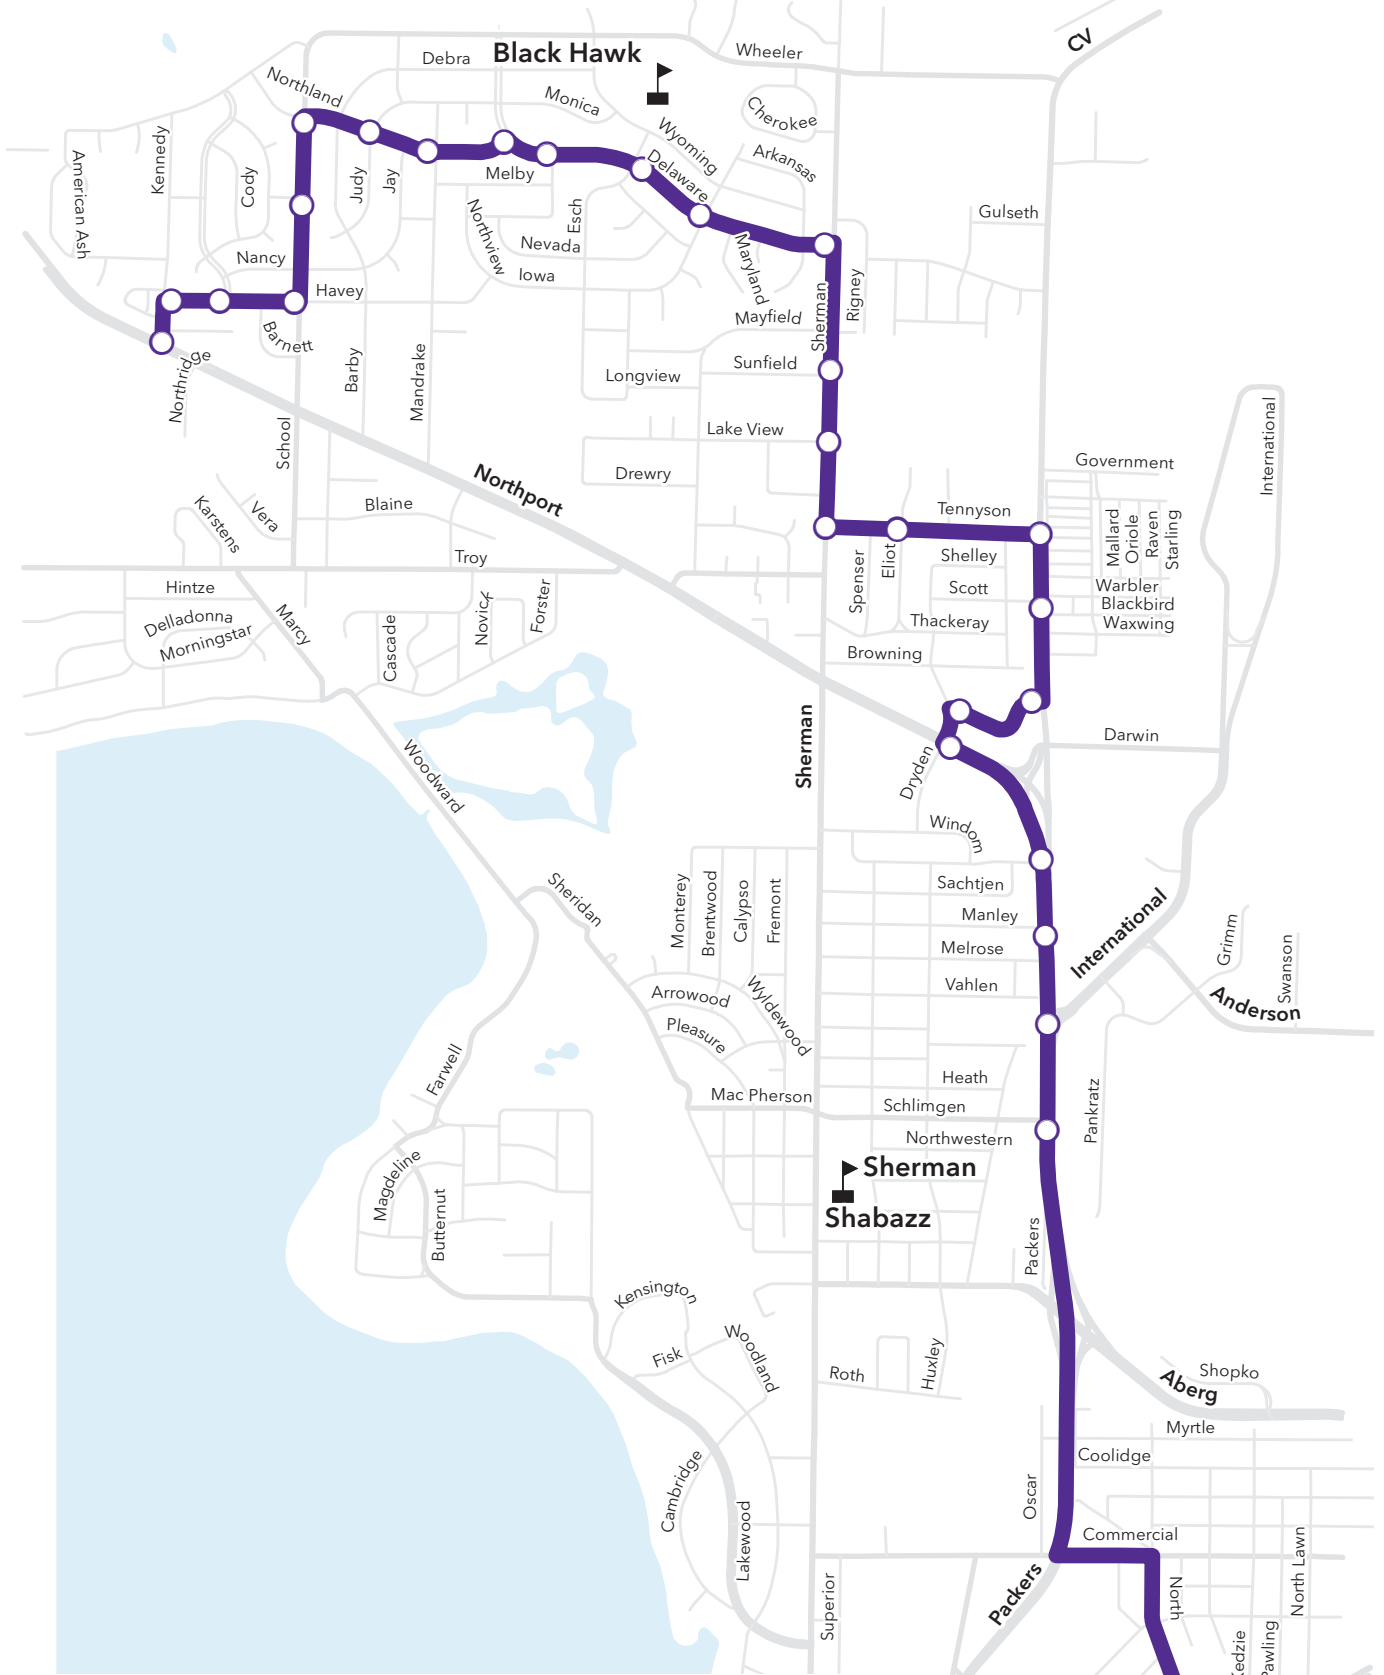 CV
Wheeler
Debra
Black Hawk
Northland
Monica
Cherokee
Wyoming
Kennedy
American Ash
Cody
Judy
Jay
Melby
Delaware
Arkansas
Gulseth
Northview
Esch
Nevada
Iowa
Nancy
Havey
Maryland
Rigney
Sherman
Mayfield
Barnett
Northridge
Barby
Mandrake
Longview
Sunfield
International
School
Lake View
Government
Drewry
Northport
Karstens
Vera
Blaine
Tennyson
Mallard
Oriole
Raven
Starling
Troy
Spenser
Eliot
Shelley
Hintze
Scott
Warbler
Blackbird
Waxwing
Delladonna
Morningstar
Marcy
Cascade
Novick
Forster
Thackeray
Browning
Sherman
Darwin
Woodward
Dryden
Windom
Sheridan
Monterey
Brentwood
Calypso
Fremont
Sachtjen
Manley
Melrose
Vahlen
International
Grimm
Swanson
Anderson
Arrowood
Wyldewood
Pleasure
Farwell
Heath
Mac Pherson
Schlimgen
Pankratz
Northwestern
Sherman
Shabazz
Magdeline
Butternut
Packers
Kensington
Woodland
Fisk
Roth
Huxley
Shopko
Aberg
Myrtle
Coolidge
Cambridge
Lakewood
Oscar
Commercial
North Lawn
Packers
North
Superior
edzie
Pawling